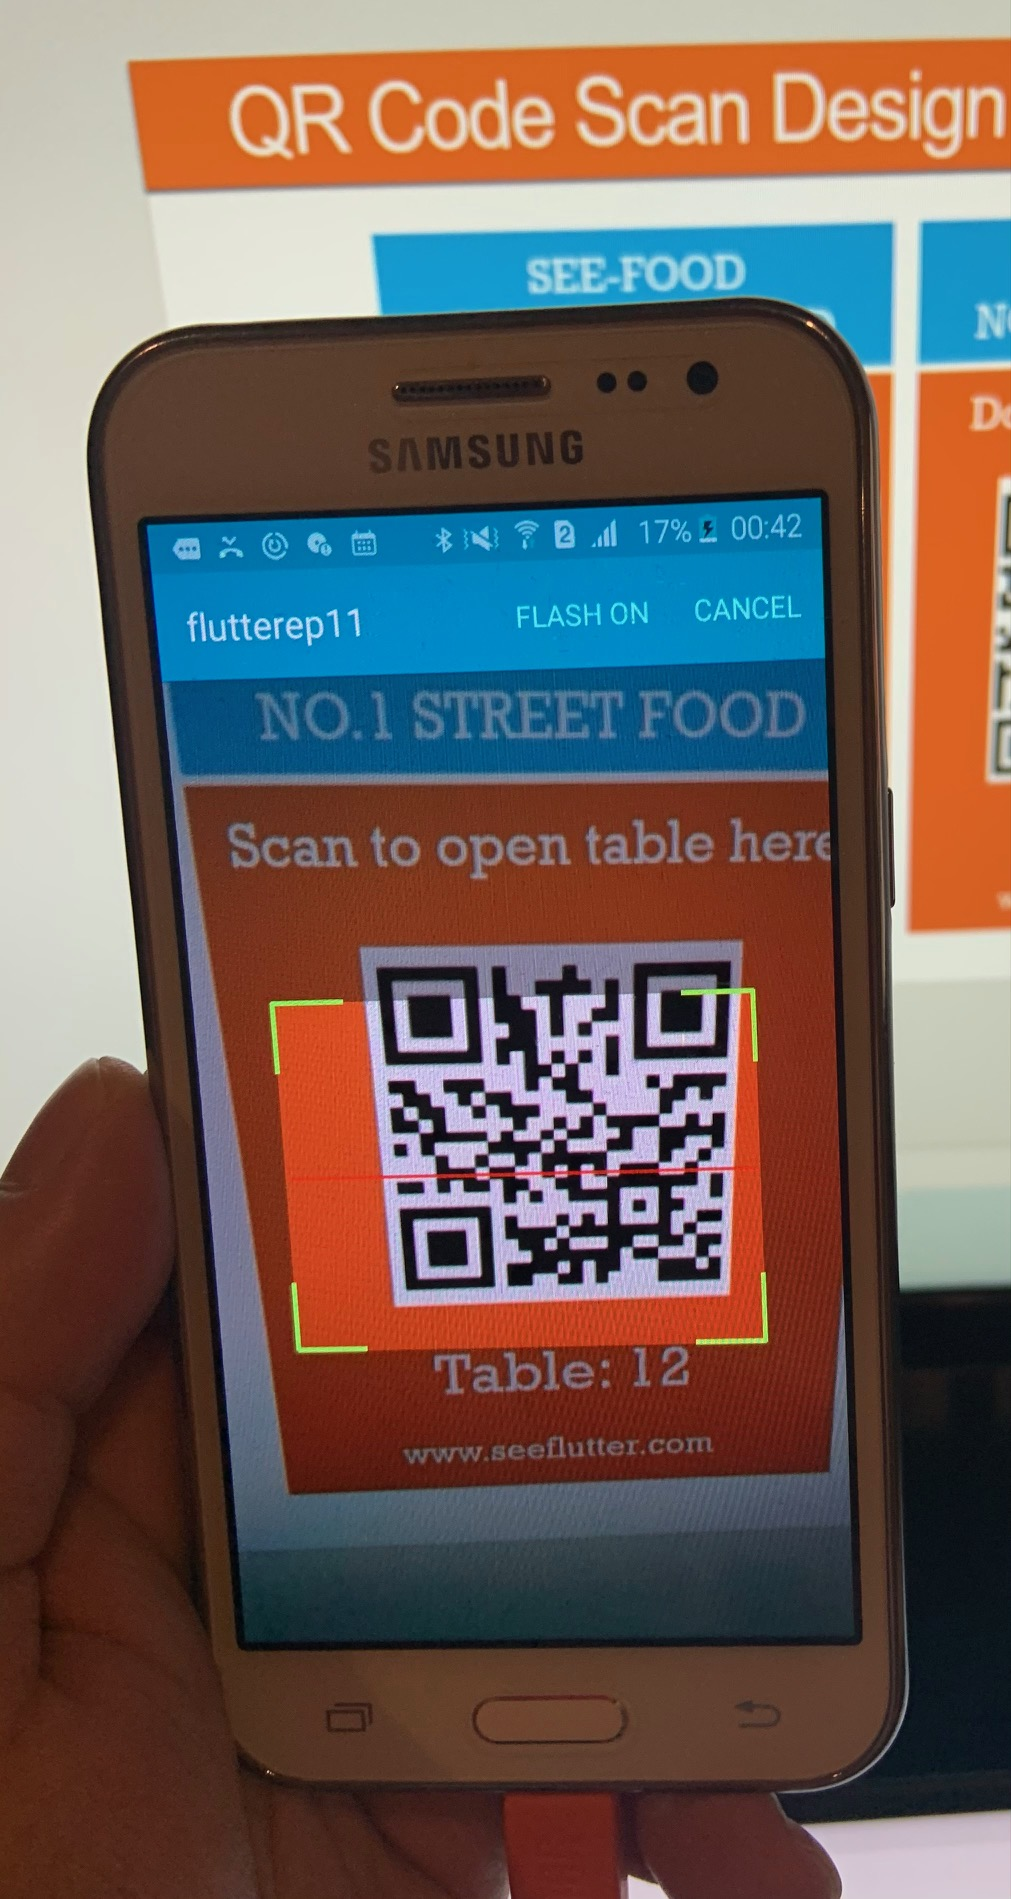 QR Code Scan Design
SEE-FOOD
SAMSUNG
2 17% 00:42
flutterep11 FLASH ON CANCEL
NO.1 STREET FOOD
Scan to open table here
Table: 12
www.seeflutter.com